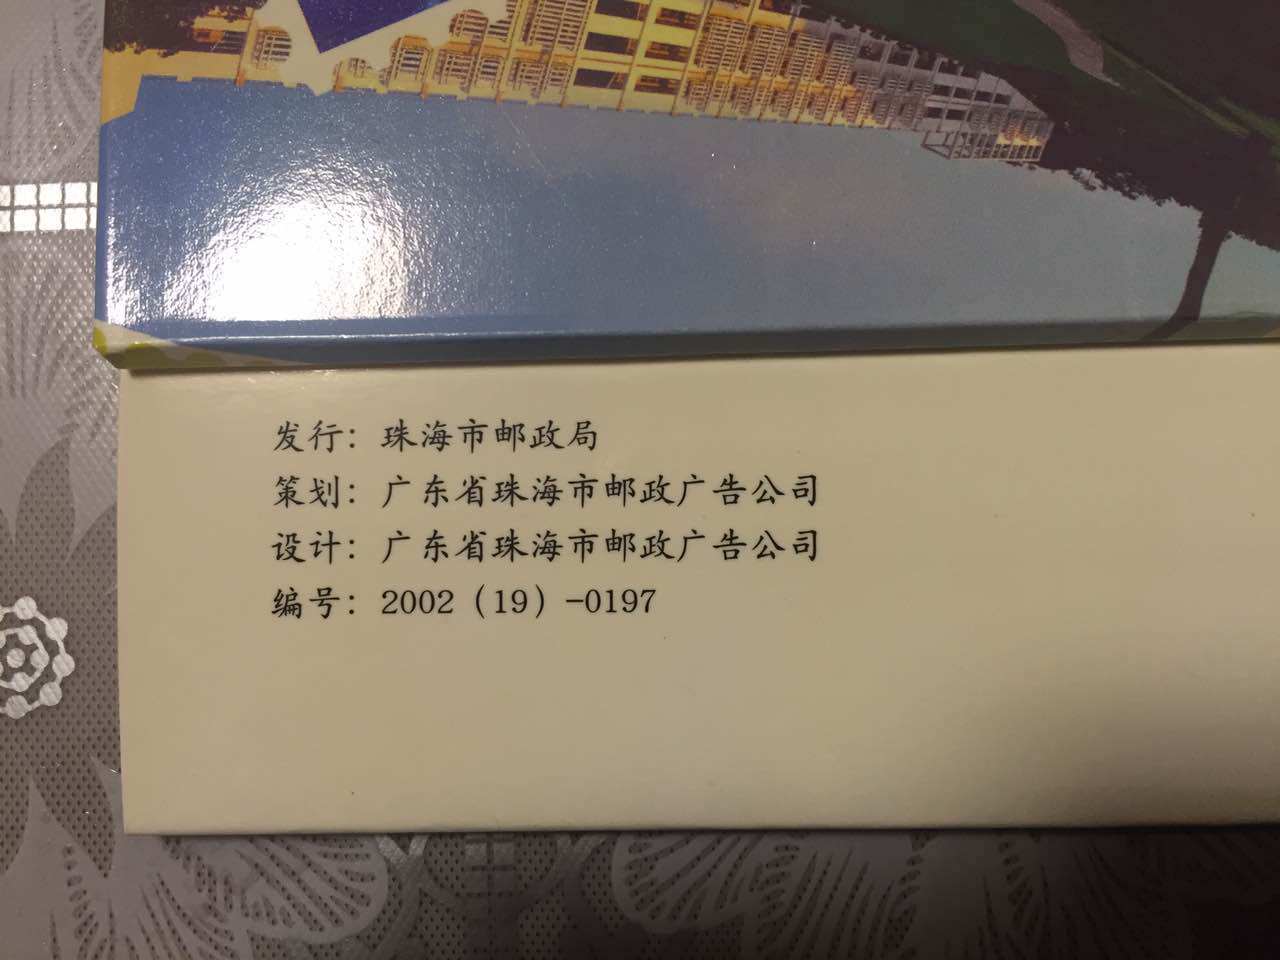 发行：珠海市邮政局
策划：广东省珠海市邮政广告公司
设计：广东省珠海市邮政广告公司
编号：2002（19）-0197